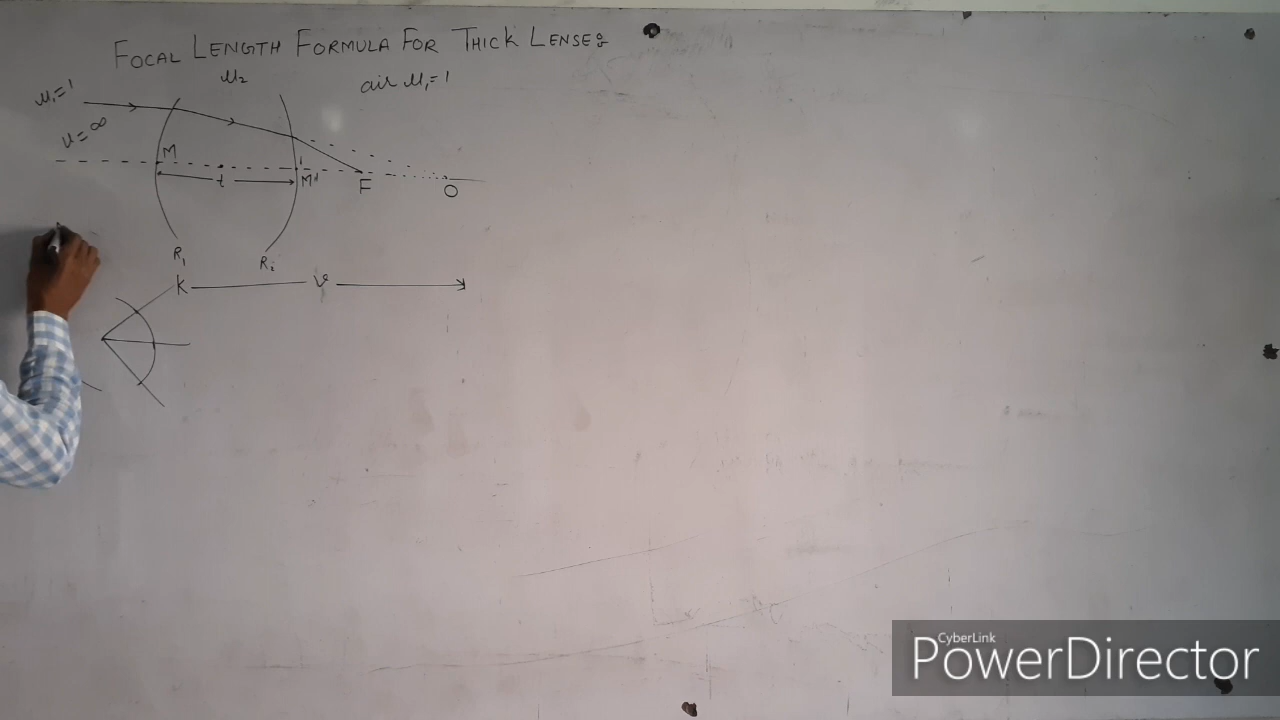 FOCAL LENGTH FORMULA FOR THICK LENSES
μ₂
air μ₁=1
μ₁=1
u=∞
M
t
M'
F
O
R₁
R₂
v
CyberLink
PowerDirector